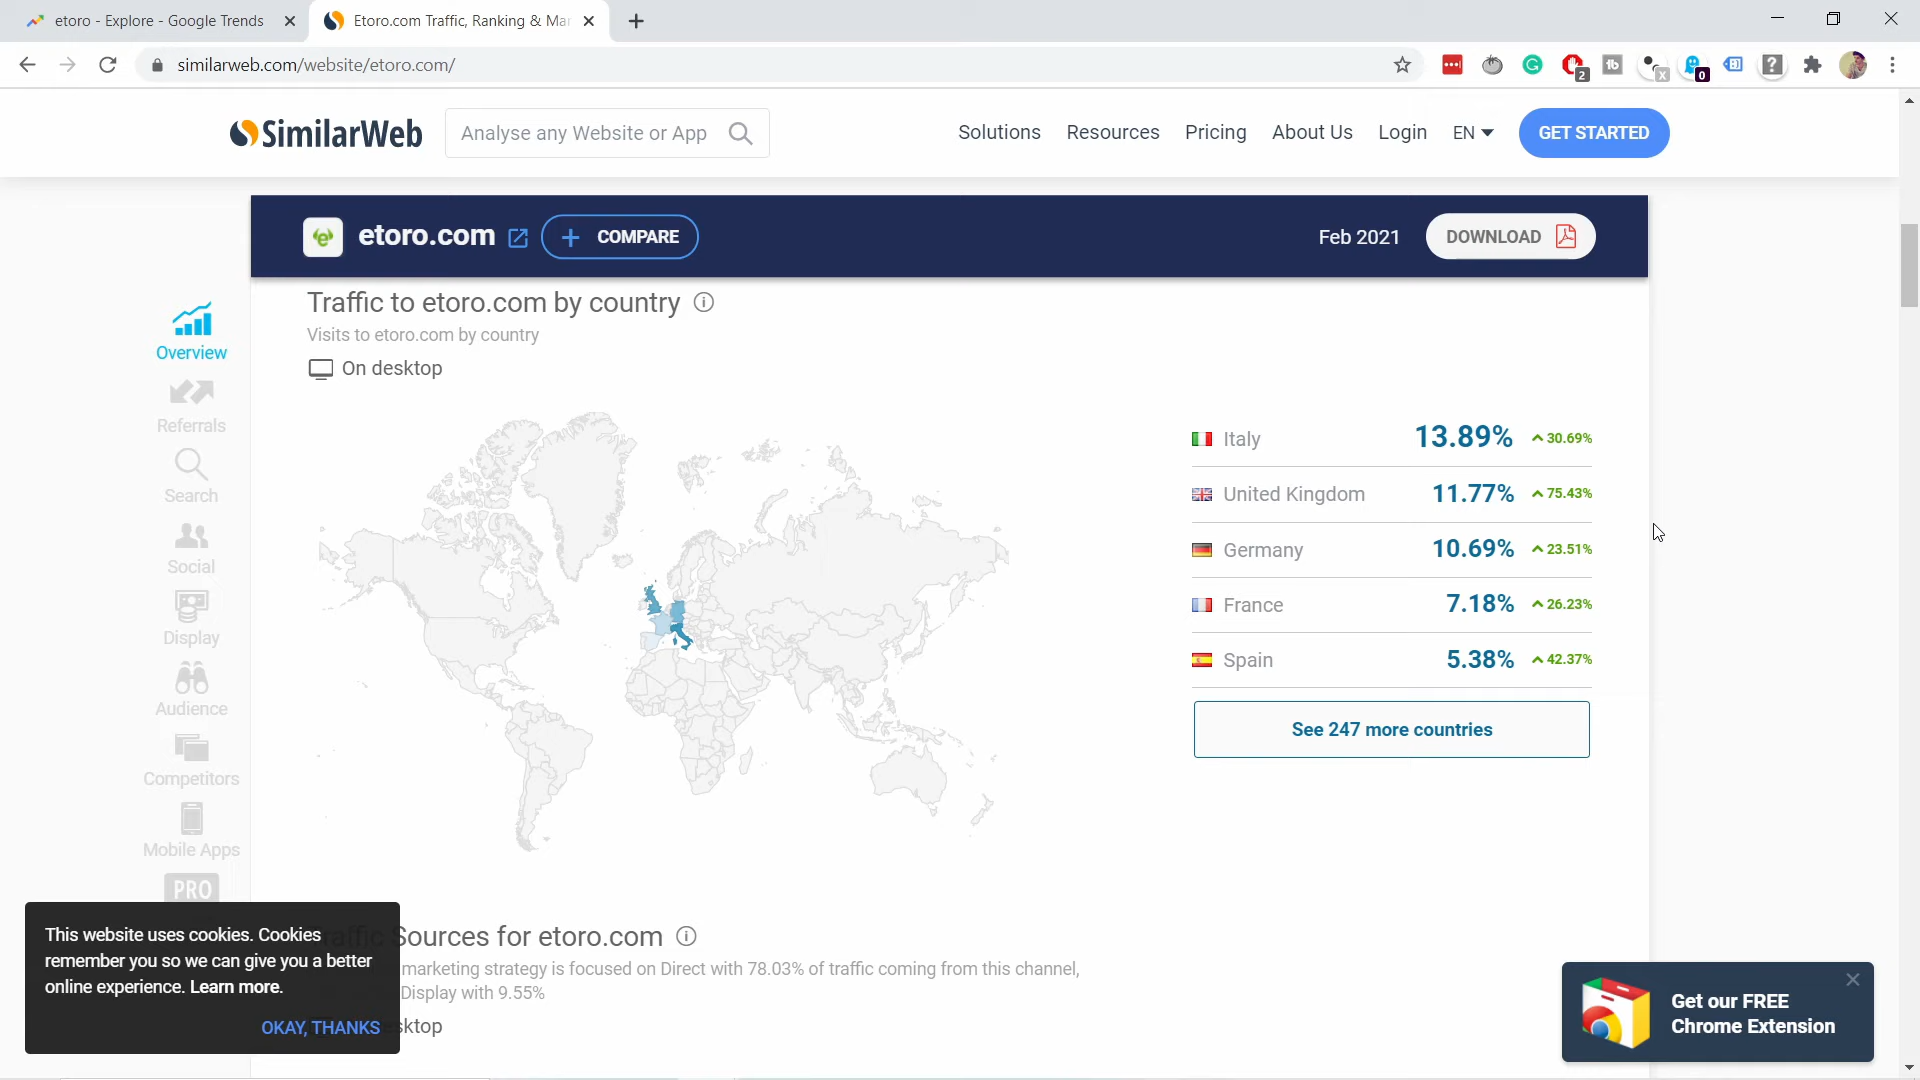 etoro - Explore - Google Trends
Etoro.com Traffic, Ranking & Mar
similarweb.com/website/etoro.com/
2
x
0
SimilarWeb
Analyse any Website or App
Solutions
Resources
Pricing
About Us
Login
EN
GET STARTED
etoro.com
COMPARE
Feb 2021
DOWNLOAD
Traffic to etoro.com by country
Visits to etoro.com by country
On desktop
Overview
Referrals
Search
Social
Display
Audience
Competitors
Mobile Apps
PRO
Italy 13.89% 30.69%
United Kingdom 11.77% 75.43%
Germany 10.69% 23.51%
France 7.18% 26.23%
Spain 5.38% 42.37%
See 247 more countries
Traffic Sources for etoro.com
marketing strategy is focused on Direct with 78.03% of traffic coming from this channel,
Display with 9.55%
sktop
This website uses cookies. Cookies
remember you so we can give you a better
online experience. Learn more.
OKAY, THANKS
Get our FREE
Chrome Extension